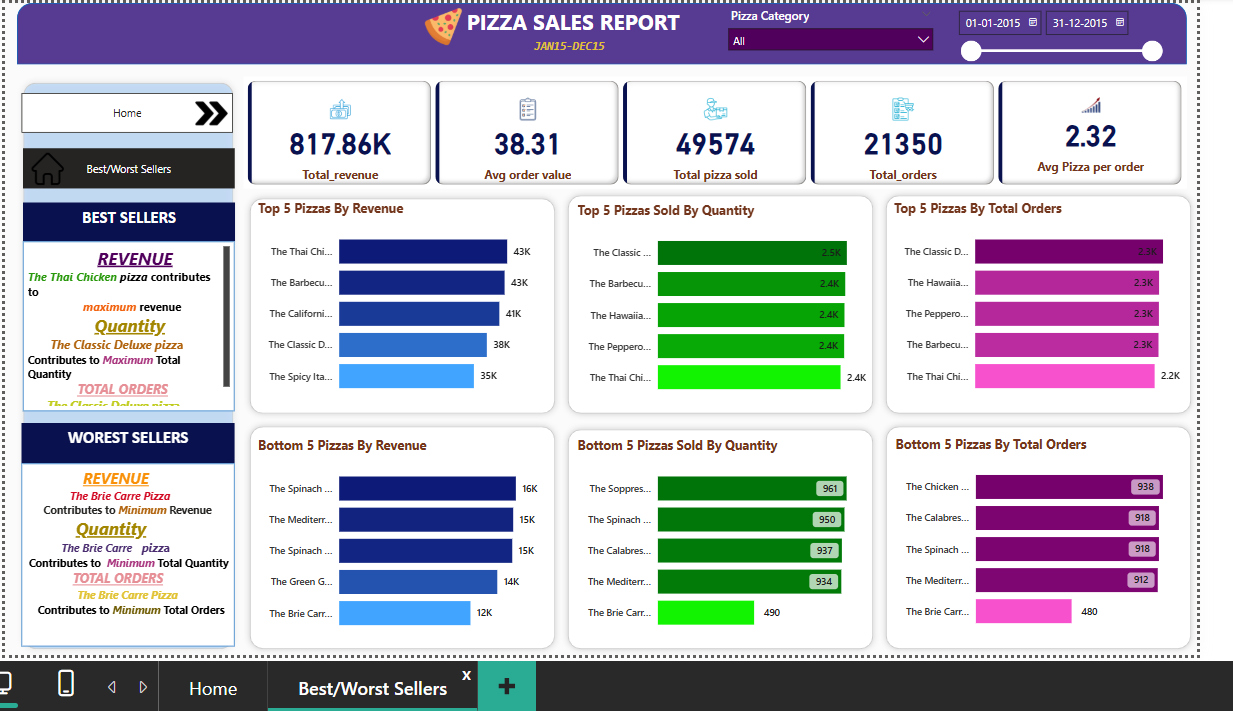 PIZZA SALES REPORT
JAN15-DEC15
Pizza Category
All
01-01-2015
31-12-2015
Home
Best/Worst Sellers
817.86K
Total_revenue
38.31
Avg order value
49574
Total pizza sold
21350
Total_orders
2.32
Avg Pizza per order
BEST SELLERS
REVENUE
The Thai Chicken pizza contributes
to
maximum revenue
Quantity
The Classic Deluxe pizza
Contributes to Maximum Total
Quantity
TOTAL ORDERS
The Classic Deluxe pizza
WOREST SELLERS
REVENUE
The Brie Carre Pizza
Contributes to Minimum Revenue
Quantity
The Brie Carre pizza
Contributes to Minimum Total Quantity
TOTAL ORDERS
The Brie Carre Pizza
Contributes to Minimum Total Orders
Top 5 Pizzas By Revenue
The Thai Chi... 43K
The Barbecu... 43K
The Californi... 41K
The Classic D... 38K
The Spicy Ita... 35K
Top 5 Pizzas Sold By Quantity
The Classic ... 2.5K
The Barbecu... 2.4K
The Hawaiia... 2.4K
The Peppero... 2.4K
The Thai Chi... 2.4K
Top 5 Pizzas By Total Orders
The Classic D... 2.3K
The Hawaiia... 2.3K
The Peppero... 2.3K
The Barbecu... 2.3K
The Thai Chi... 2.2K
Bottom 5 Pizzas By Revenue
The Spinach ... 16K
The Mediterr... 15K
The Spinach ... 15K
The Green G... 14K
The Brie Carr... 12K
Bottom 5 Pizzas Sold By Quantity
The Soppres... 961
The Spinach ... 950
The Calabres... 937
The Mediterr... 934
The Brie Carr... 490
Bottom 5 Pizzas By Total Orders
The Chicken ... 938
The Calabres... 918
The Spinach ... 918
The Mediterr... 912
The Brie Carr... 480
Home
Best/Worst Sellers
x
+